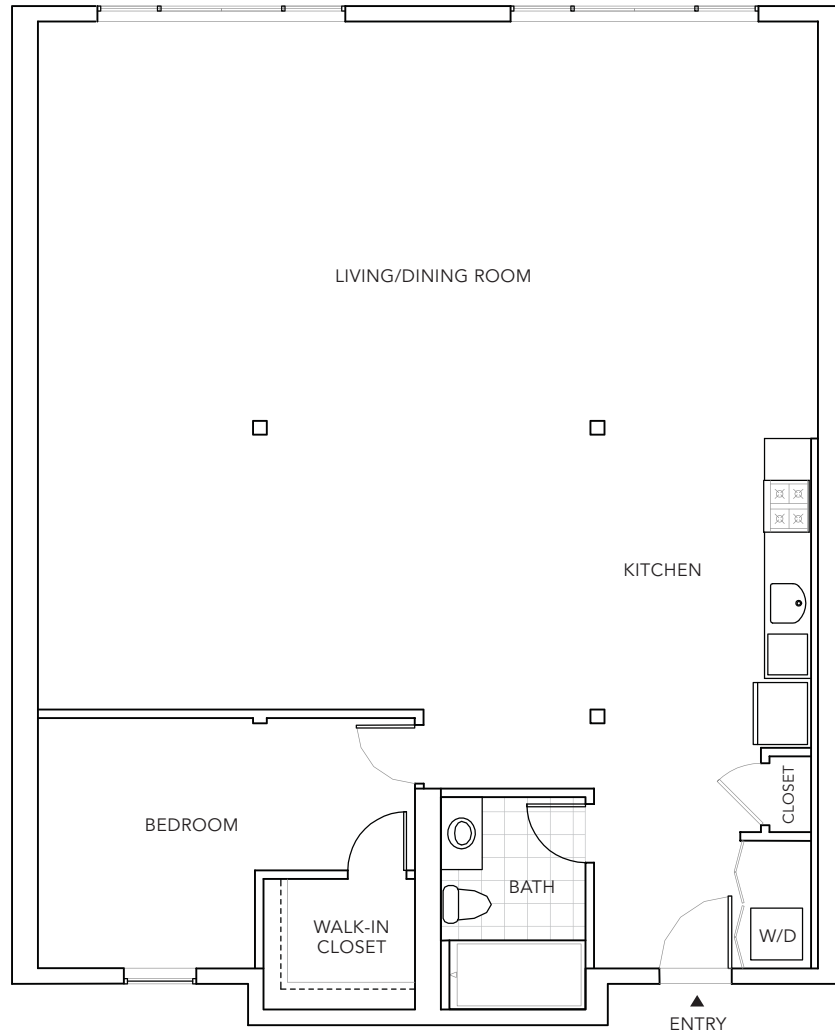 LIVING/DINING ROOM
KITCHEN
CLOSET
BEDROOM
BATH
WALK-IN
CLOSET
W/D
ENTRY